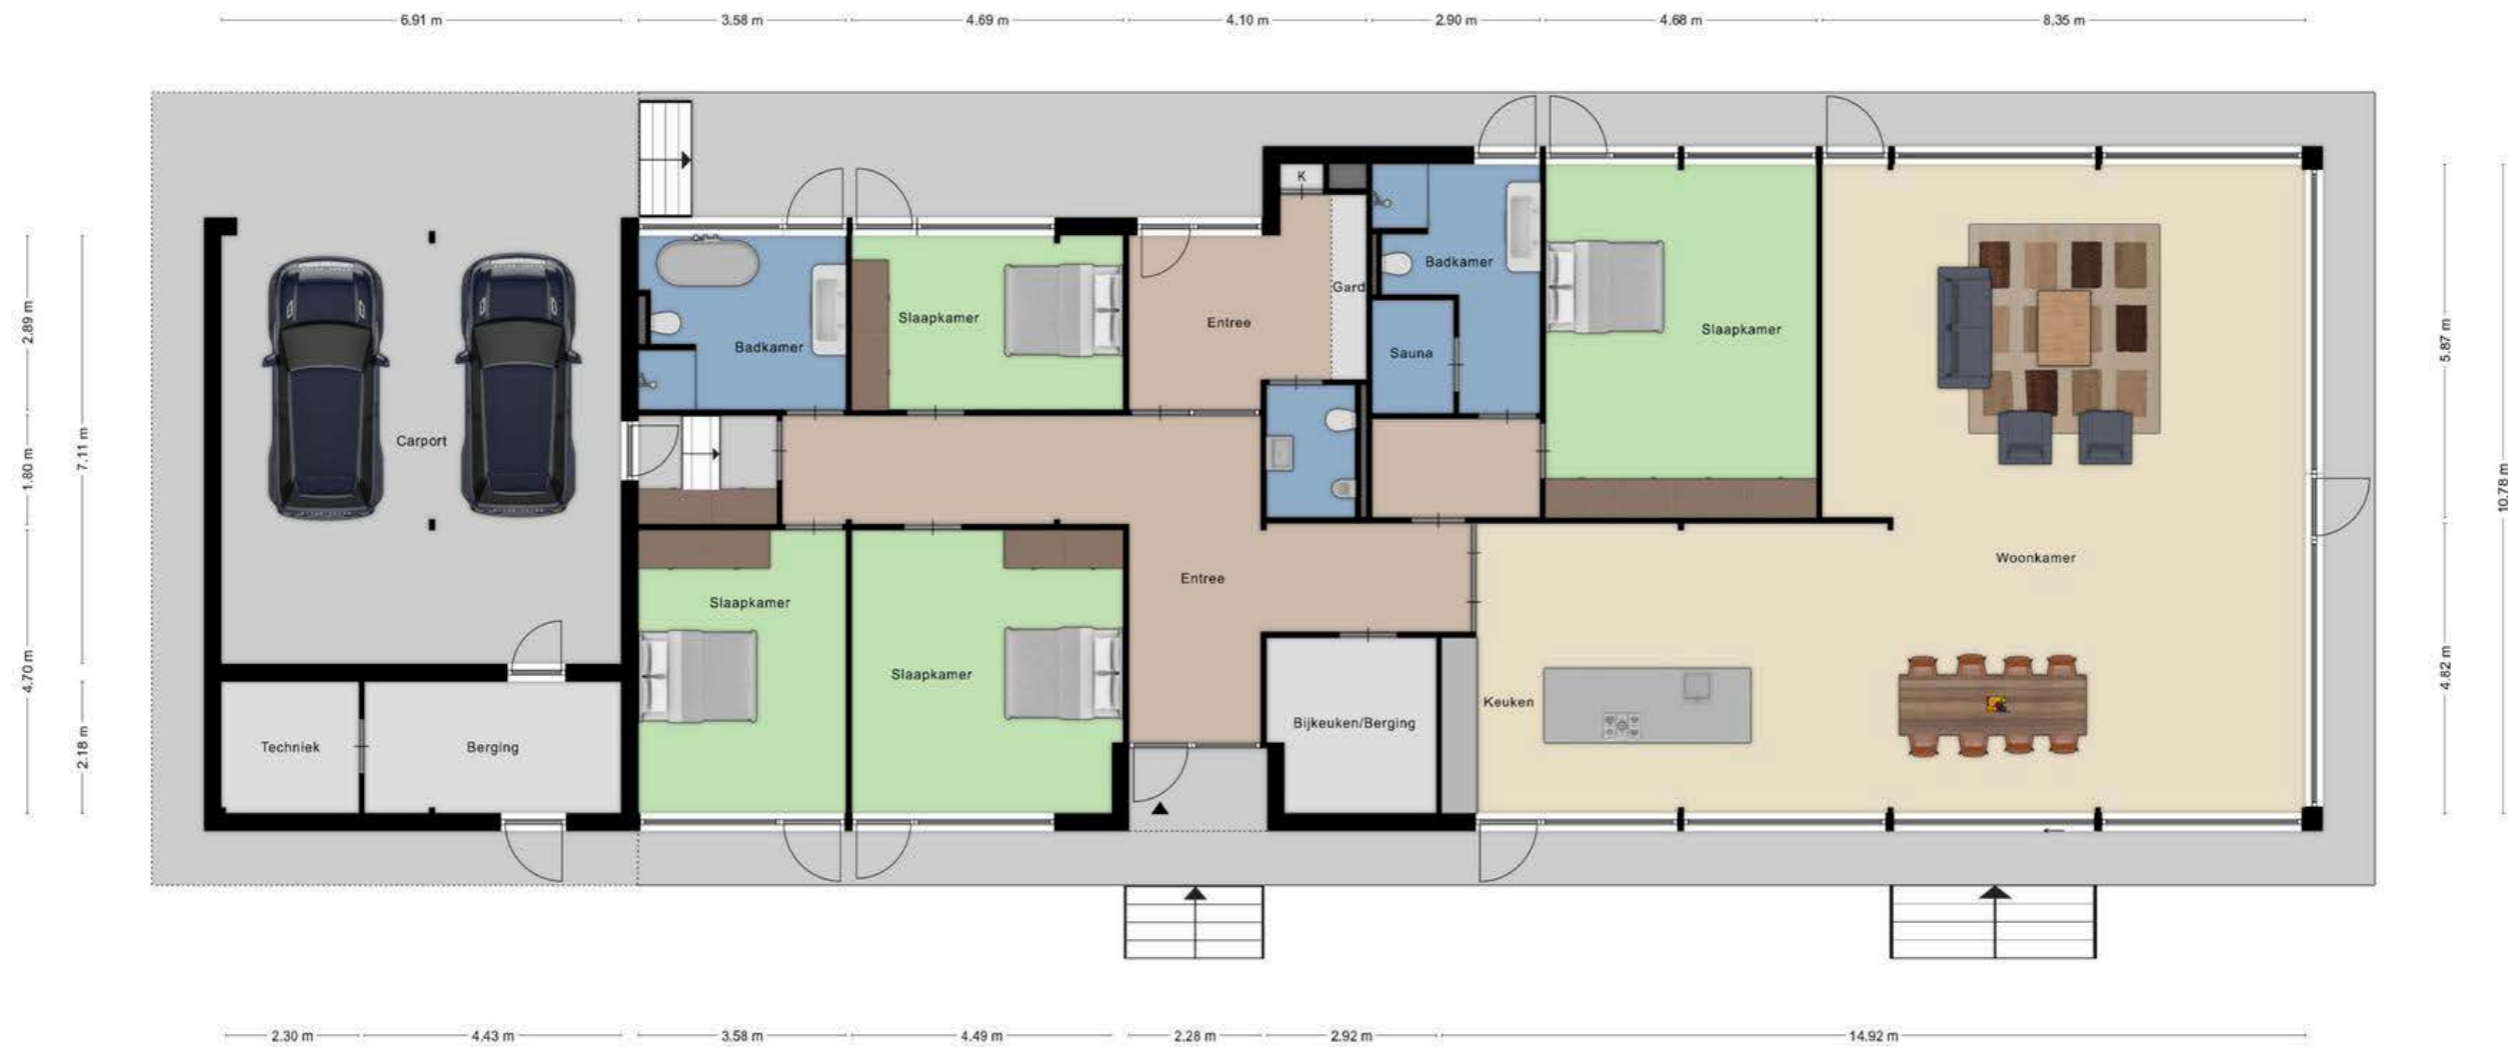 6.91 m
3.58 m
4.69 m
4.10 m
2.90 m
4.68 m
8.35 m
2.89 m
1.80 m
4.70 m
7.11 m
2.18 m
Carport
Techniek
Berging
Badkamer
Slaapkamer
Entree
K
Gard
Badkamer
Sauna
Slaapkamer
Slaapkamer
Slaapkamer
Entree
Bijkeuken/Berging
Keuken
Woonkamer
5.87 m
4.82 m
10.78 m
2.30 m
4.43 m
3.58 m
4.49 m
2.28 m
2.92 m
14.92 m